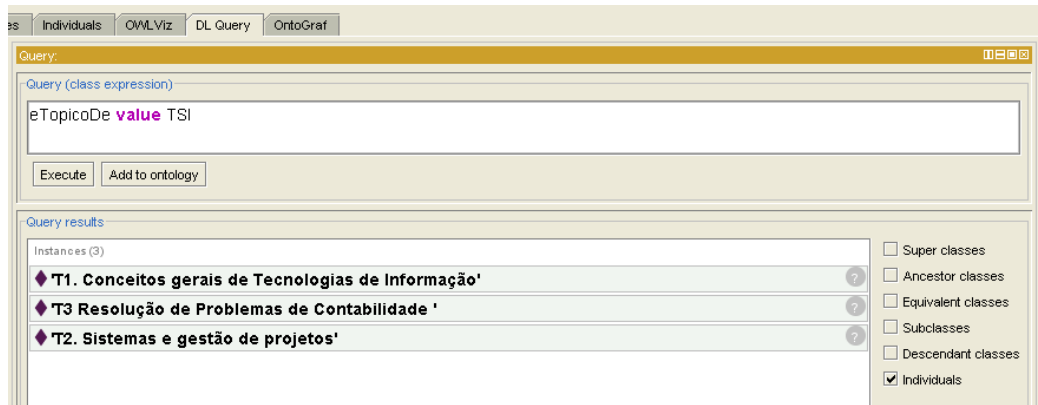 es Individuals OWLViz DL Query OntoGraf
Query:
Query (class expression)
eTopicoDe value TSI
Execute Add to ontology
Query results
Instances (3)
Super classes
'T1. Conceitos gerais de Tecnologias de Informação' ?
Ancestor classes
'T3 Resolução de Problemas de Contabilidade ' ?
Equivalent classes
'T2. Sistemas e gestão de projetos' ?
Subclasses
Descendant classes
Individuals